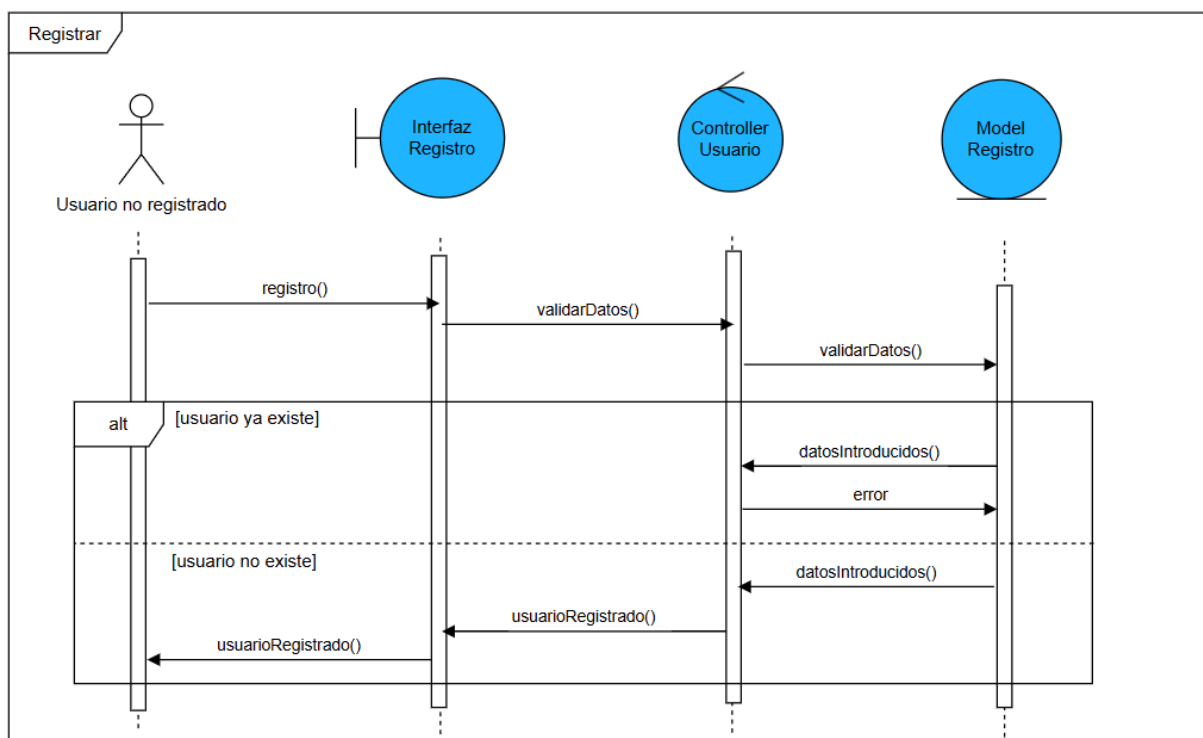 Registrar
Interfaz
Registro
Controller
Usuario
Model
Registro
Usuario no registrado
registro()
validarDatos()
validarDatos()
alt
[usuario ya existe]
datosIntroducidos()
error
[usuario no existe]
datosIntroducidos()
usuarioRegistrado()
usuarioRegistrado()